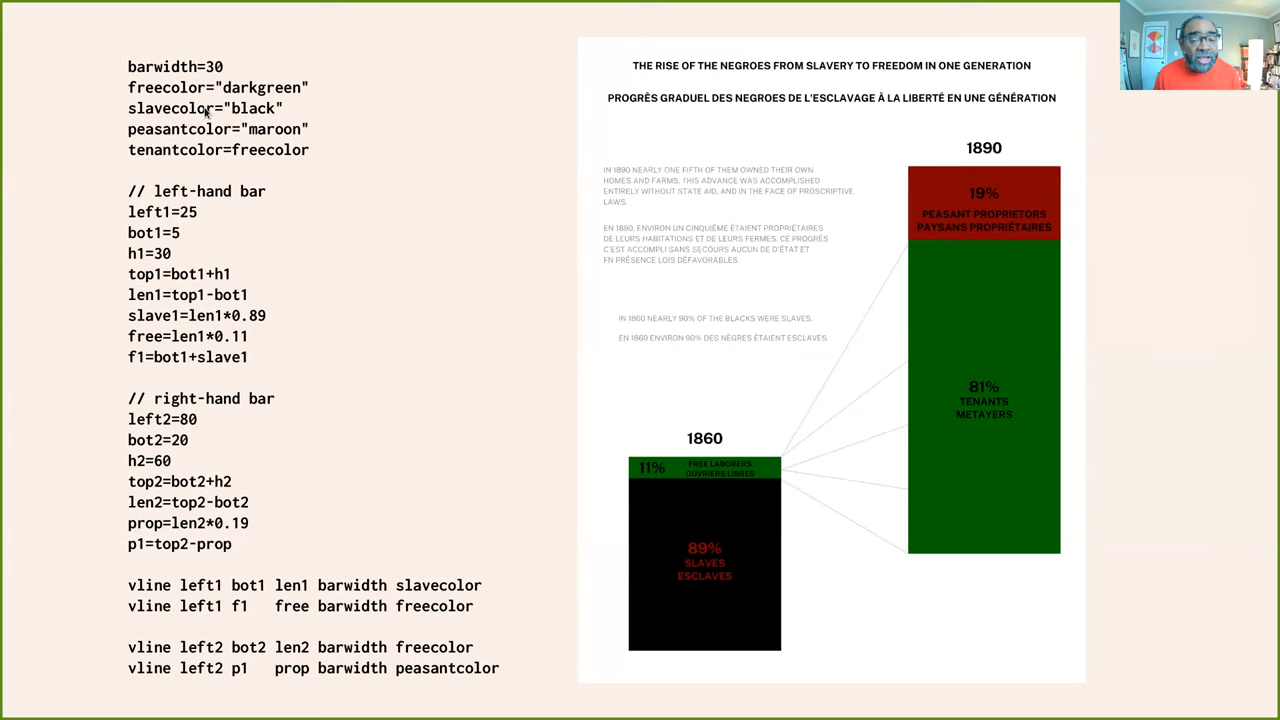 barwidth=30
freecolor="darkgreen"
slavecolor="black"
peasantcolor="maroon"
tenantcolor=freecolor
// left-hand bar
left1=25
bot1=5
h1=30
top1=bot1+h1
len1=top1-bot1
slave1=len1*0.89
free=len1*0.11
f1=bot1+slave1
// right-hand bar
left2=80
bot2=20
h2=60
top2=bot2+h2
len2=top2-bot2
prop=len2*0.19
p1=top2-prop
vline left1 bot1 len1 barwidth slavecolor
vline left1 f1   free barwidth freecolor
vline left2 bot2 len2 barwidth freecolor
vline left2 p1   prop barwidth peasantcolor
THE RISE OF THE NEGROES FROM SLAVERY TO FREEDOM IN ONE GENERATION
PROGRÈS GRADUEL DES NEGROES DE L'ESCLAVAGE À LA LIBERTÉ EN UNE GÉNÉRATION
1890
IN 1890 NEARLY ONE FIFTH OF THEM OWNED THEIR OWN
HOMES AND FARMS. THIS ADVANCE WAS ACCOMPLISHED
ENTIRELY WITHOUT STATE AID, AND IN THE FACE OF PROSCRIPTIVE
LAWS.
EN 1890, ENVIRON UN CINQUIÈME ÉTAIENT PROPRIÉTAIRES
DE LEURS HABITATIONS ET DE LEURS FERMES. CE PROGRÈS
C'EST ACCOMPLI SANS SECOURS AUCUN DE D'ÉTAT ET
FN PRÉSENCE LOIS DÉFAVORABLES.
19%
PEASANT PROPRIETORS
PAYSANS PROPRIÉTAIRES
IN 1860 NEARLY 90% OF THE BLACKS WERE SLAVES.
EN 1860 ENVIRON 90% DES NÈGRES ÉTAIENT ESCLAVES.
81%
TENANTS
METAYERS
1860
11%
FREE LABORERS
OUVRIERS LIBRES
89%
SLAVES
ESCLAVES